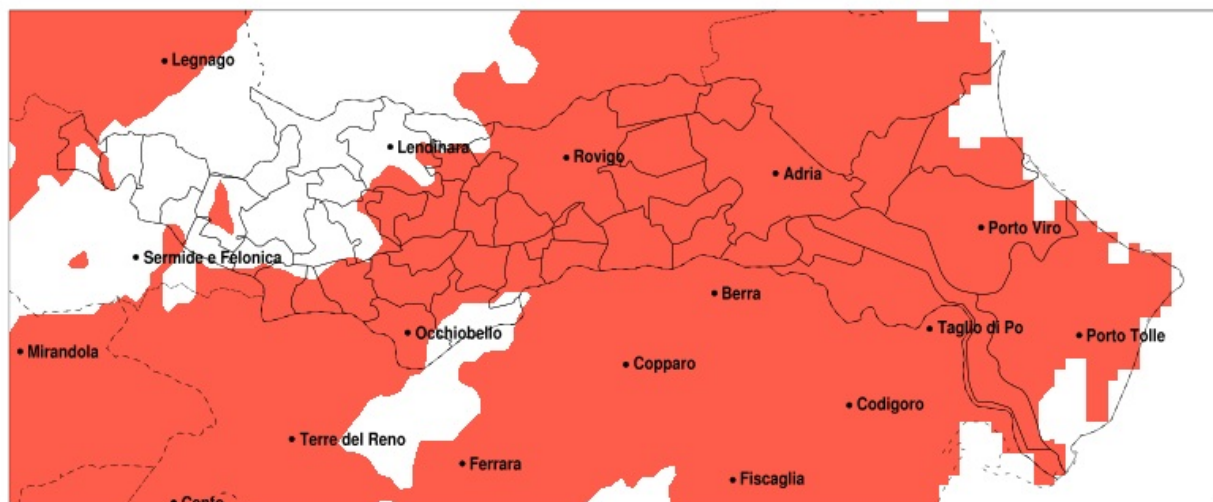 Legnago
Lendinara
Rovigo
Adria
Porto Viro
Sermide e Felonica
Berra
Taglio di Po
Porto Tolle
Occhiobello
Mirandola
Copparo
Codigoro
Terre del Reno
Ferrara
Fiscaglia